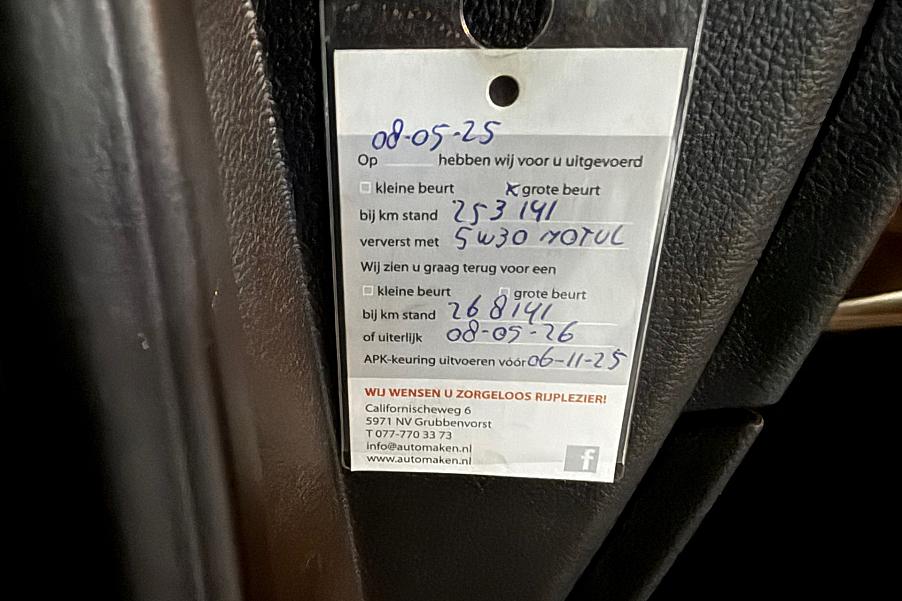 08-05-25
Op hebben wij voor u uitgevoerd
kleine beurt x grote beurt
bij km stand 253141
ververst met 5W30 MOTUL
Wij zien u graag terug voor een
kleine beurt grote beurt
bij km stand 268141
of uiterlijk 08-05-26
APK-keuring uitvoeren vóór 06-11-25
WIJ WENSEN U ZORGELOOS RIJPLEZIER!
Californischeweg 6
5971 NV Grubbenvorst
T 077-770 33 73
info@automaken.nl
www.automaken.nl
f